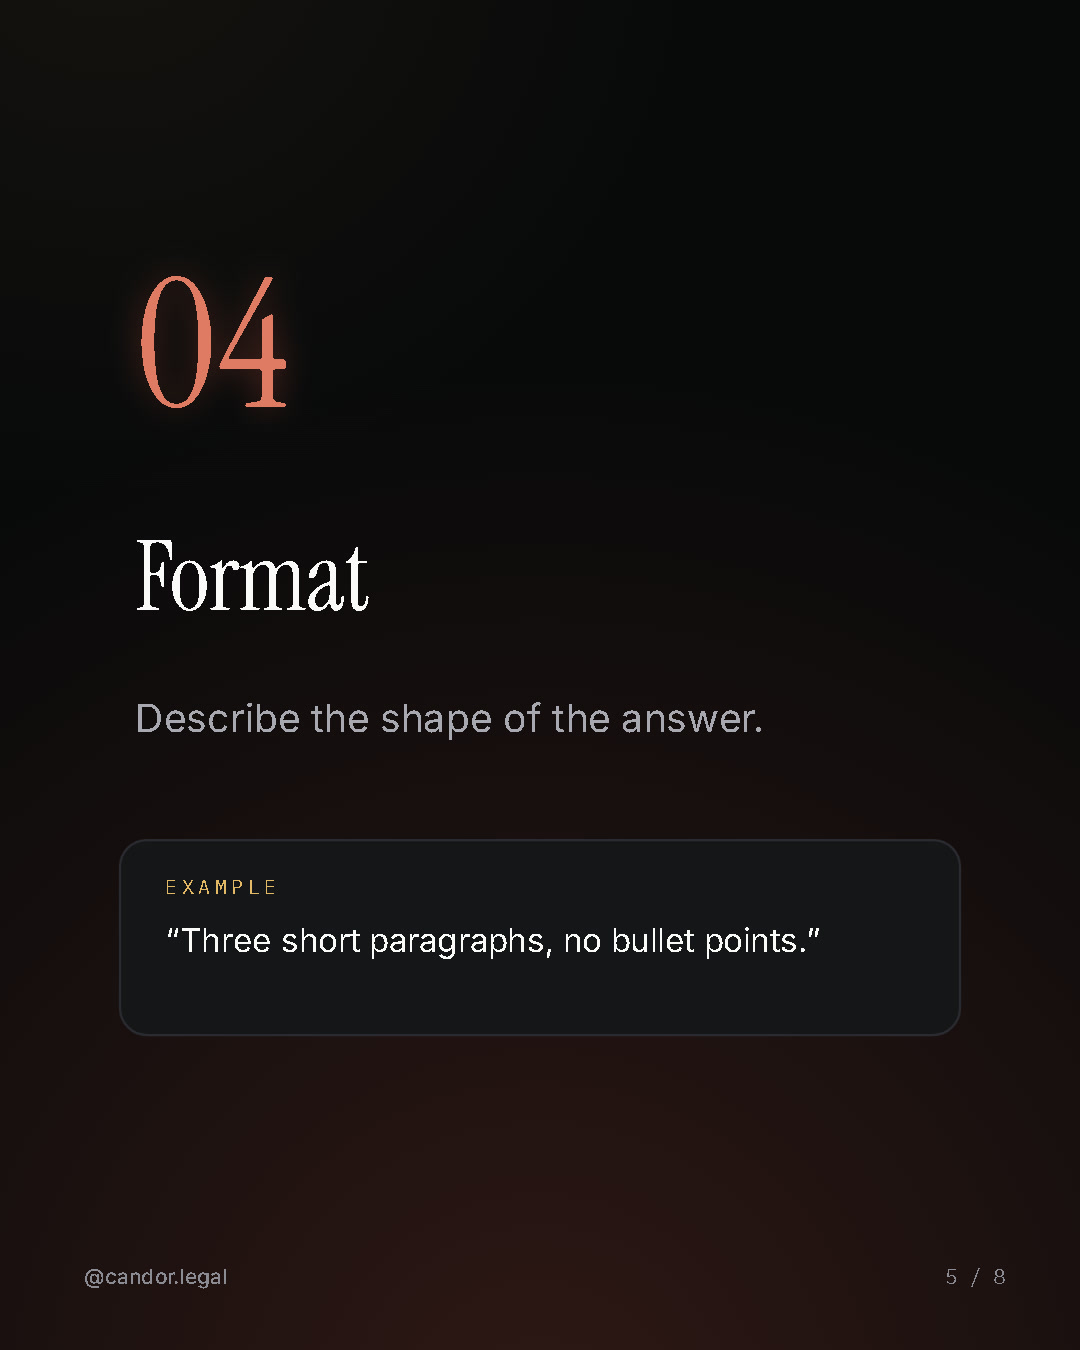 04
Format
Describe the shape of the answer.
EXAMPLE
“Three short paragraphs, no bullet points.”
@candor.legal
5 / 8